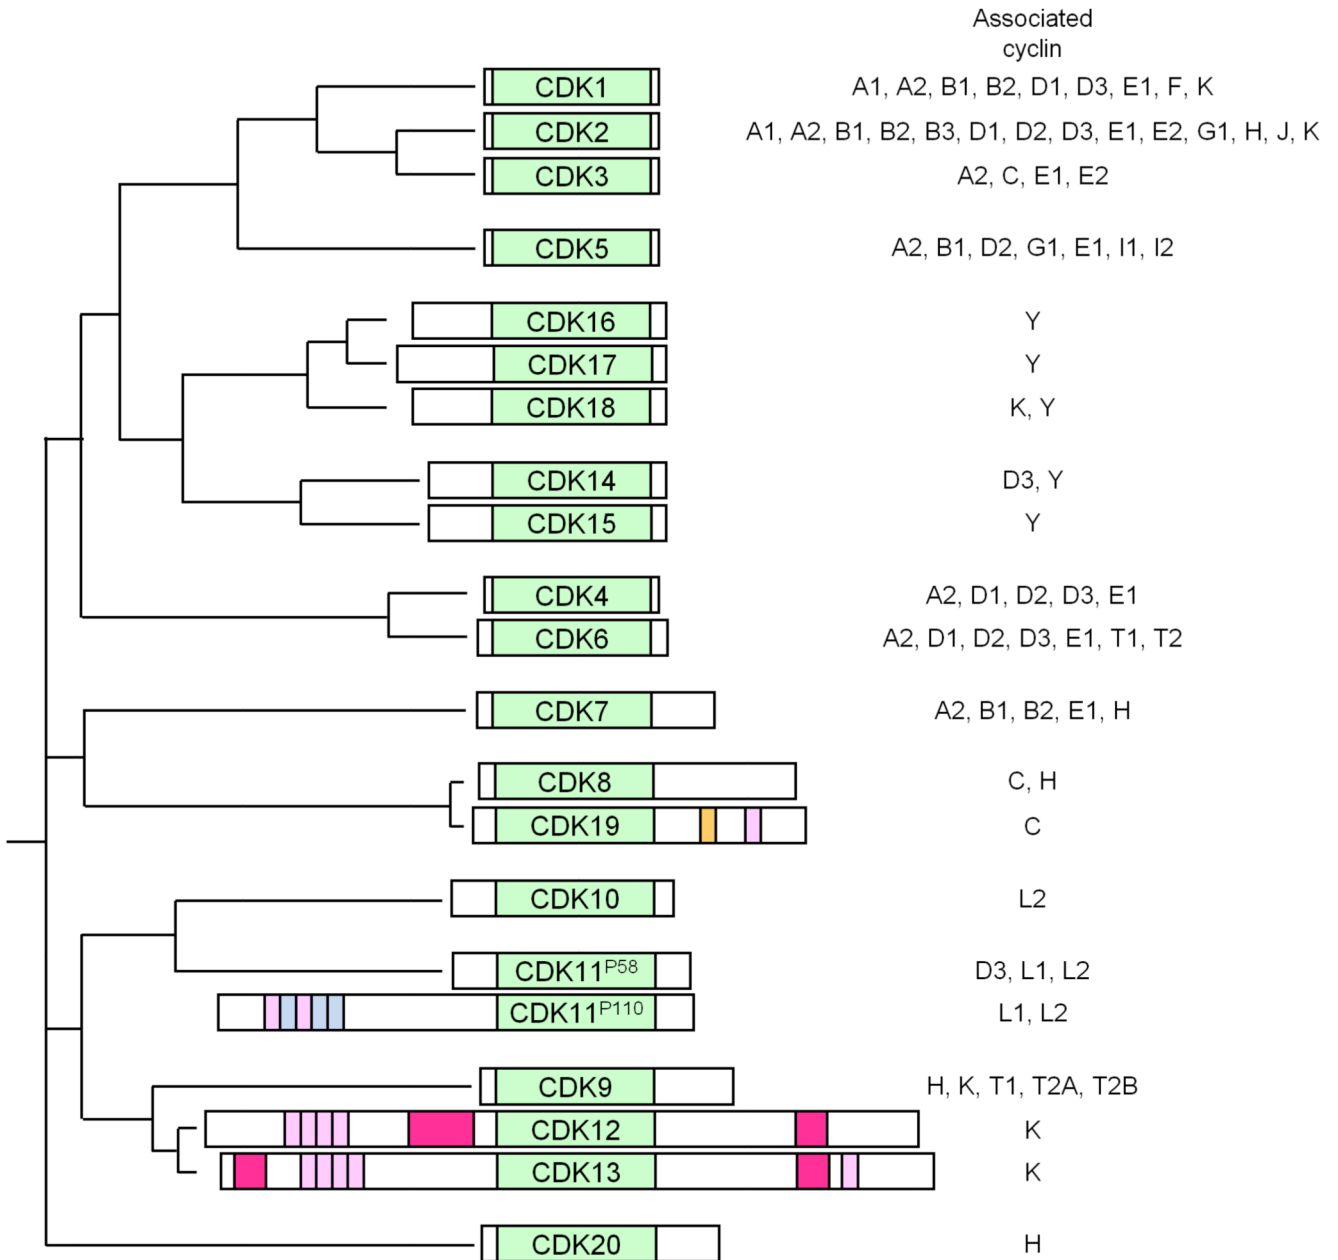 Associated
cyclin
CDK1 A1, A2, B1, B2, D1, D3, E1, F, K
CDK2 A1, A2, B1, B2, B3, D1, D2, D3, E1, E2, G1, H, J, K
CDK3 A2, C, E1, E2
CDK5 A2, B1, D2, G1, E1, I1, I2
CDK16 Y
CDK17 Y
CDK18 K, Y
CDK14 D3, Y
CDK15 Y
CDK4 A2, D1, D2, D3, E1
CDK6 A2, D1, D2, D3, E1, T1, T2
CDK7 A2, B1, B2, E1, H
CDK8 C, H
CDK19 C
CDK10 L2
CDK11P58 D3, L1, L2
CDK11P110 L1, L2
CDK9 H, K, T1, T2A, T2B
CDK12 K
CDK13 K
CDK20 H